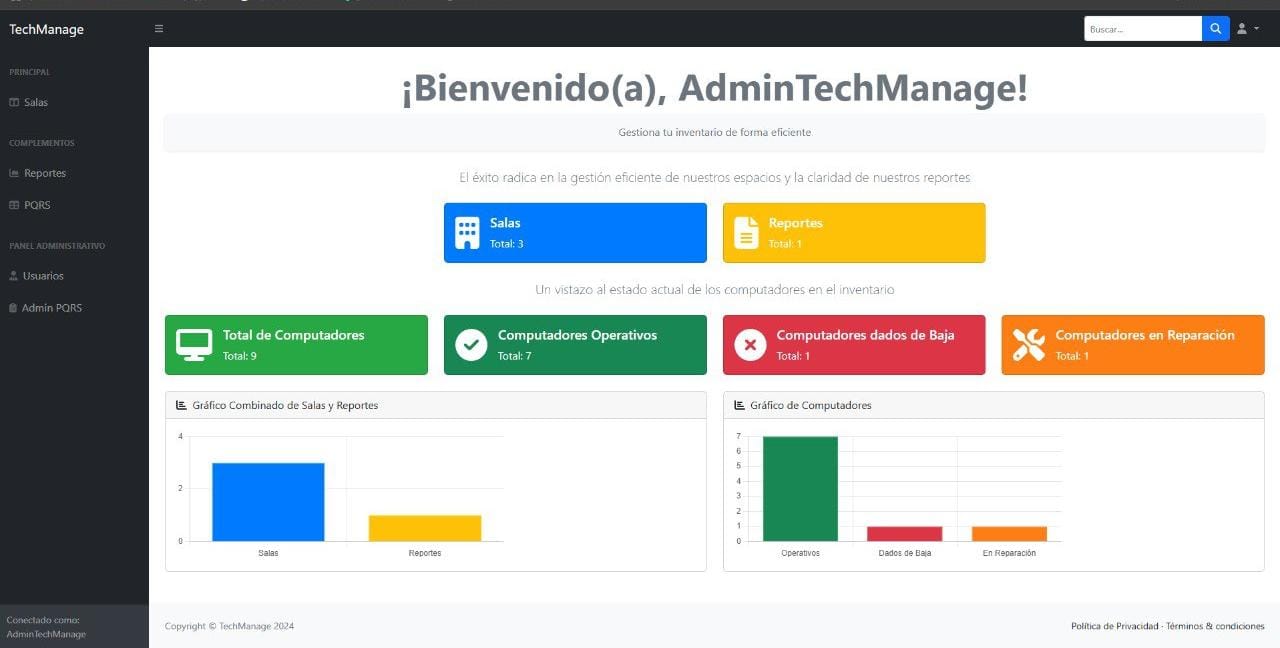 TechManage
Buscar...
PRINCIPAL
Salas
COMPLEMENTOS
Reportes
PQRS
PANEL ADMINISTRATIVO
Usuarios
Admin PQRS
Conectado como:
AdminTechManage
¡Bienvenido(a), AdminTechManage!
Gestiona tu inventario de forma eficiente
El éxito radica en la gestión eficiente de nuestros espacios y la claridad de nuestros reportes
Salas
Total: 3
Reportes
Total: 1
Un vistazo al estado actual de los computadores en el inventario
Total de Computadores
Total: 9
Computadores Operativos
Total: 7
Computadores dados de Baja
Total: 1
Computadores en Reparación
Total: 1
Gráfico Combinado de Salas y Reportes
4
2
0
Salas
Reportes
Gráfico de Computadores
7
6
5
4
3
2
1
0
Operativos
Dados de Baja
En Reparación
Copyright © TechManage 2024
Política de Privacidad · Términos & condiciones